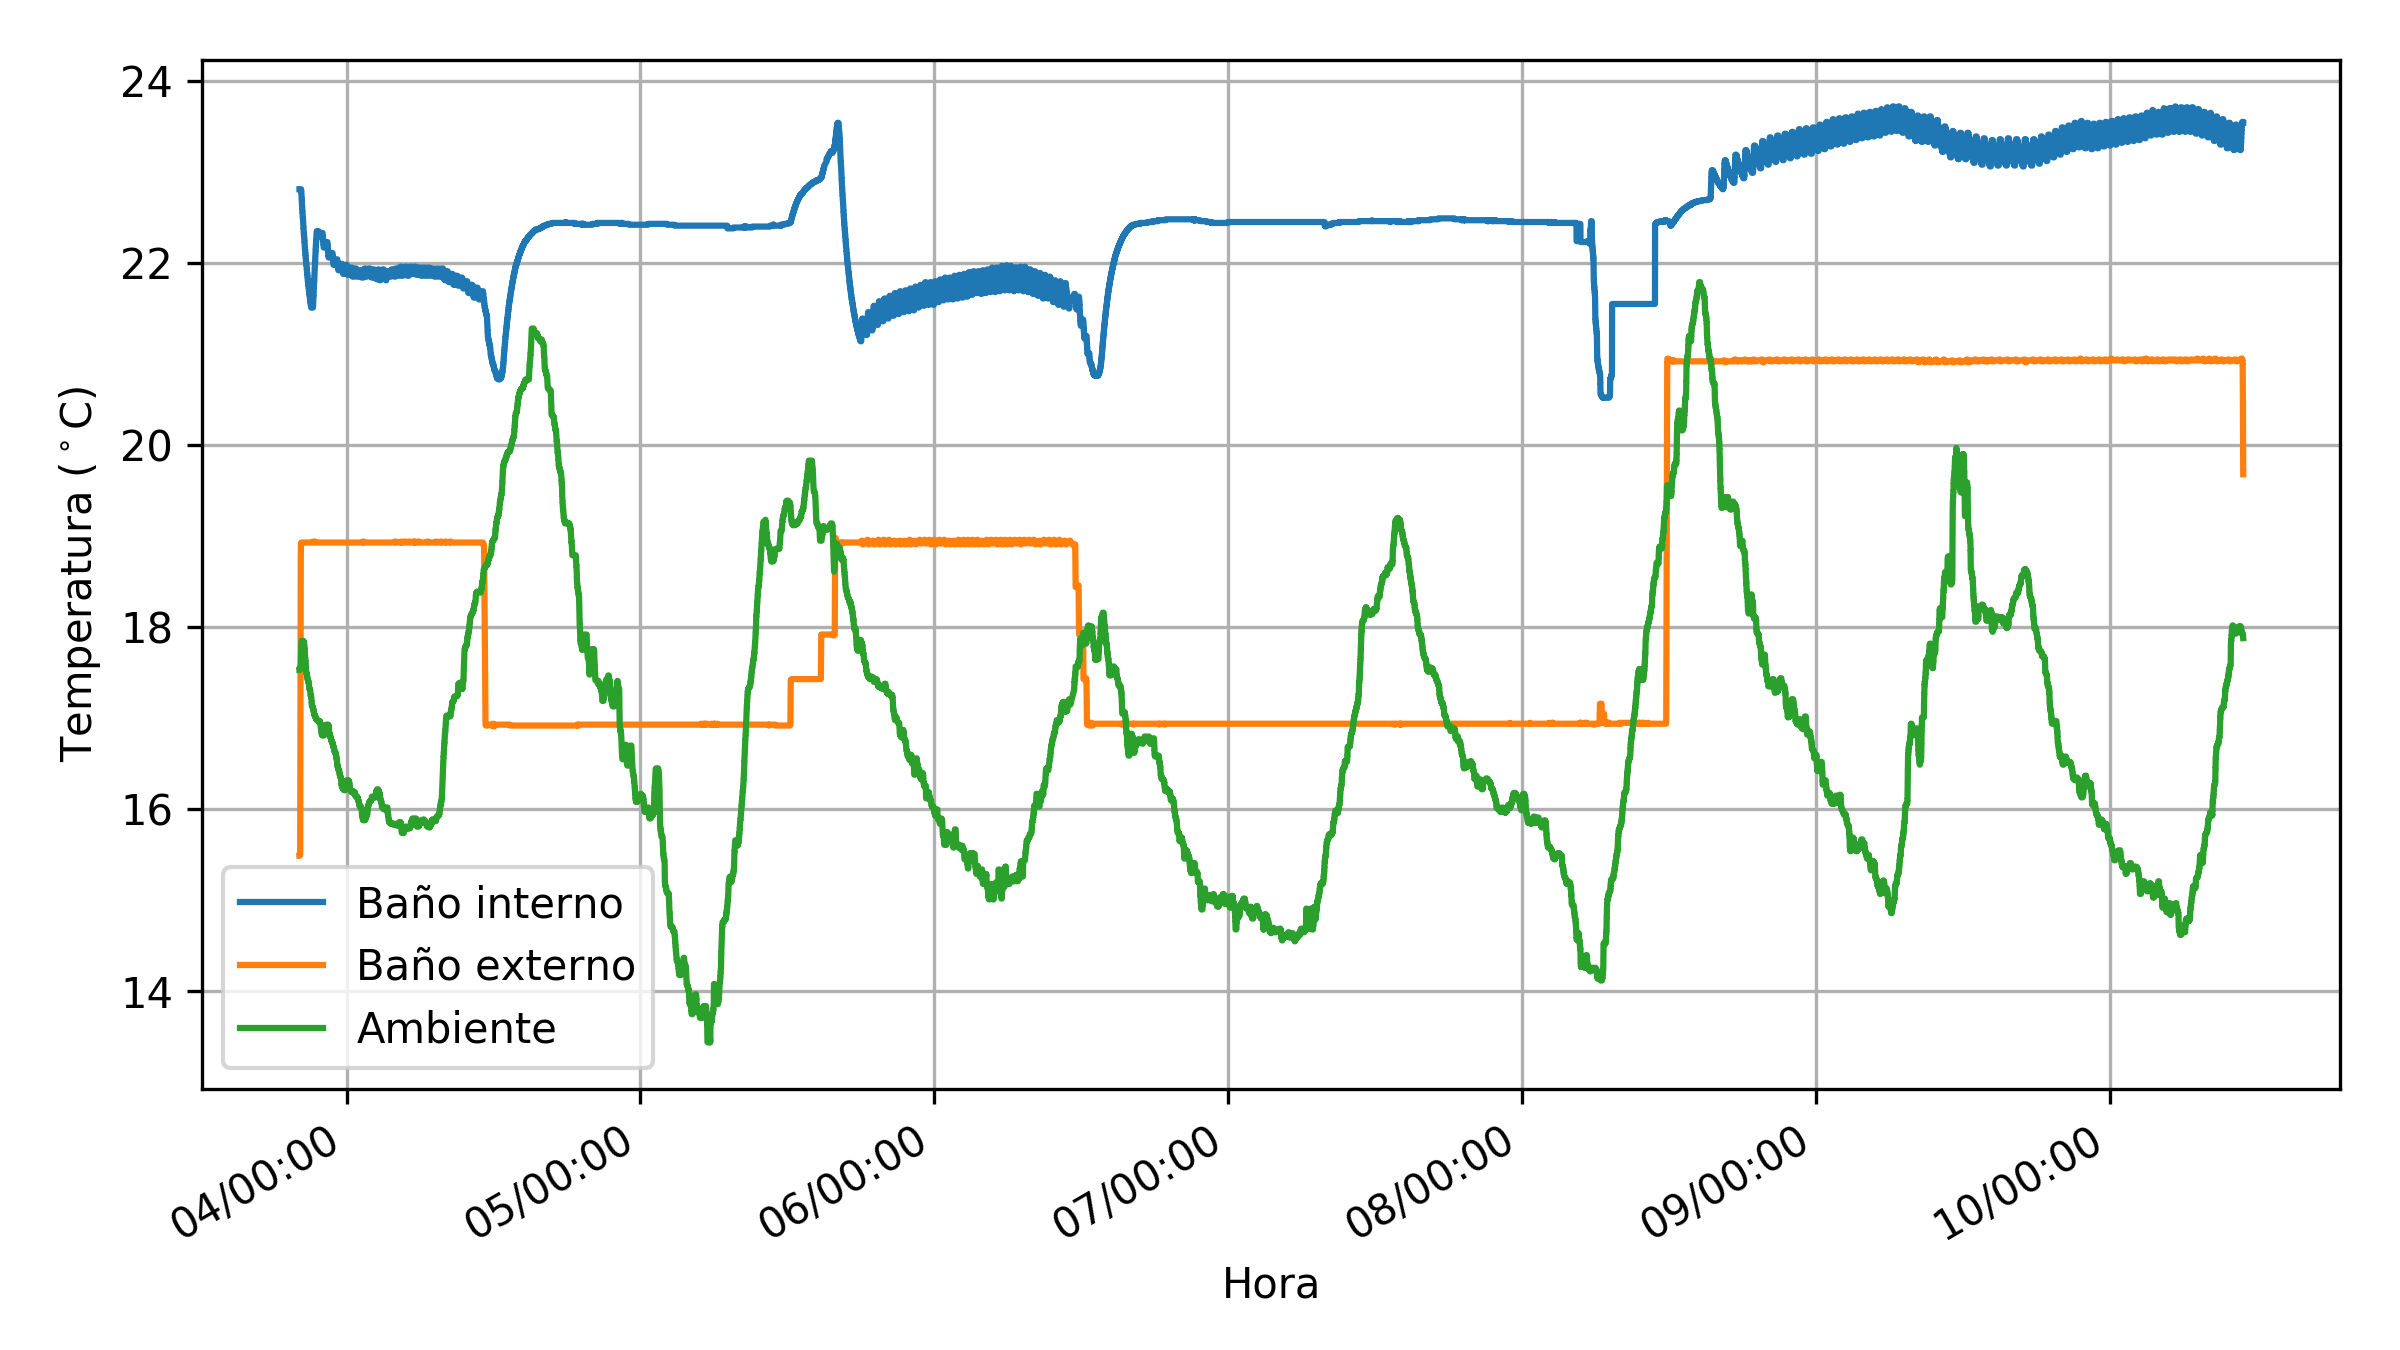 24
22
20
18
16
14
Temperatura (°C)
Baño interno
Baño externo
Ambiente
04/00:00
05/00:00
06/00:00
07/00:00
08/00:00
09/00:00
10/00:00
Hora